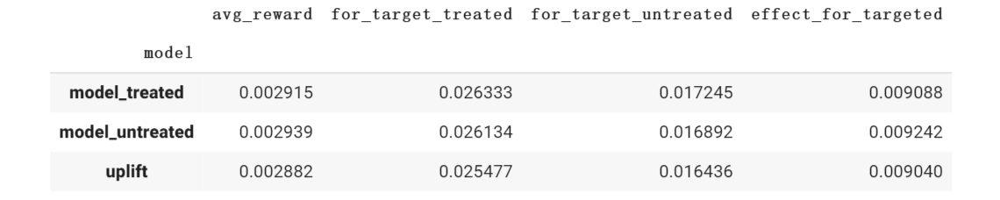 avg_reward for_target_treated for_target_untreated effect_for_targeted
model
model_treated 0.002915 0.026333 0.017245 0.009088
model_untreated 0.002939 0.026134 0.016892 0.009242
uplift 0.002882 0.025477 0.016436 0.009040